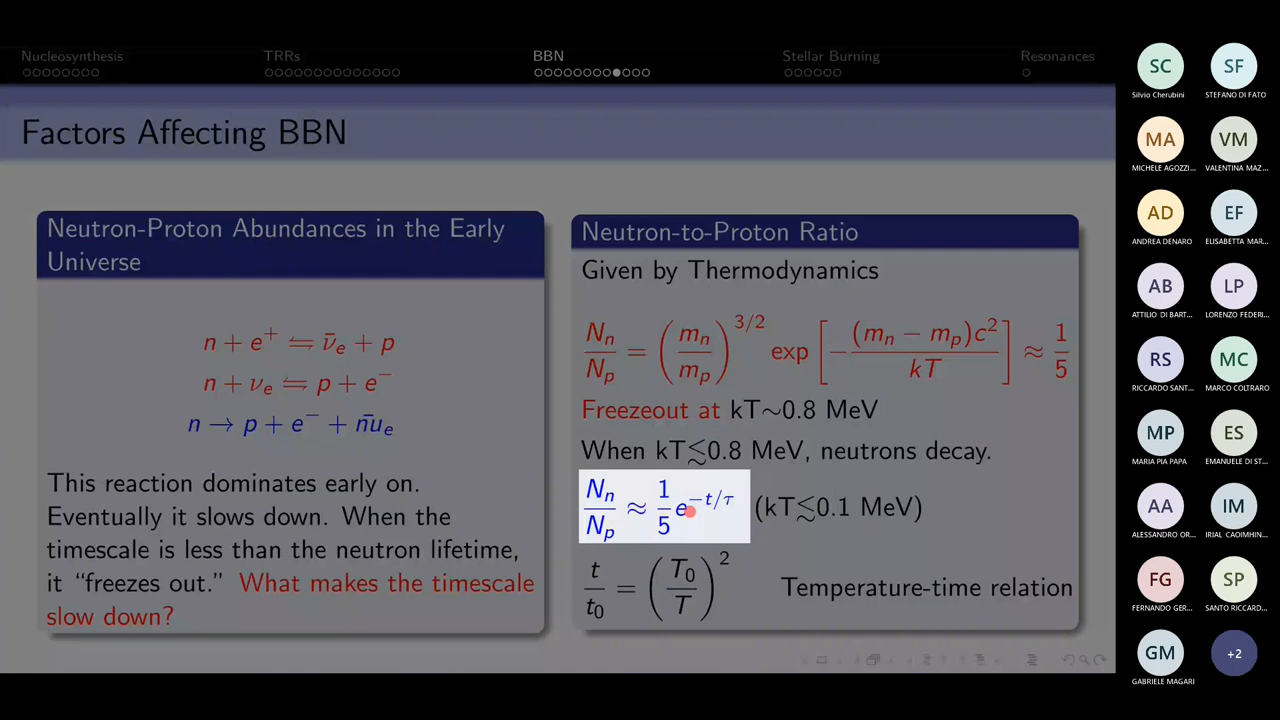 Nucleosynthesis TRRs BBN Stellar Burning Resonances
Factors Affecting BBN
Neutron-Proton Abundances in the Early
Universe
n + e⁺ ⇋ ν̄ₑ + p
n + νₑ ⇋ p + e⁻
n → p + e⁻ + n̄uₑ
This reaction dominates early on.
Eventually it slows down. When the
timescale is less than the neutron lifetime,
it “freezes out.” What makes the timescale
slow down?
Neutron-to-Proton Ratio
Given by Thermodynamics
Nₙ/Nₚ = (mₙ/mₚ)^3/2 exp [−(mₙ − mₚ)c²/kT] ≈ 1/5
Freezeout at kT∼0.8 MeV
When kT≲0.8 MeV, neutrons decay.
Nₙ/Nₚ ≈ 1/5 e^−t/τ (kT≲0.1 MeV)
t/t₀ = (T₀/T)² Temperature-time relation
SC SF
Silvio Cherubini STEFANO DI FATO
MA VM
MICHELE AGOZZI... VALENTINA MAZ...
AD EF
ANDREA DENARO ELISABETTA MAR...
AB LP
ATTILIO DI BART... LORENZO FEDERI...
RS MC
RICCARDO SANT... MARCO COLTRARO
MP ES
MARIA PIA PAPA EMANUELE DI ST...
AA IM
ALESSANDRO OR... IRIAL CAOIMHIN...
FG SP
FERNANDO GER... SANTO RICCARD...
GM +2
GABRIELE MAGARI